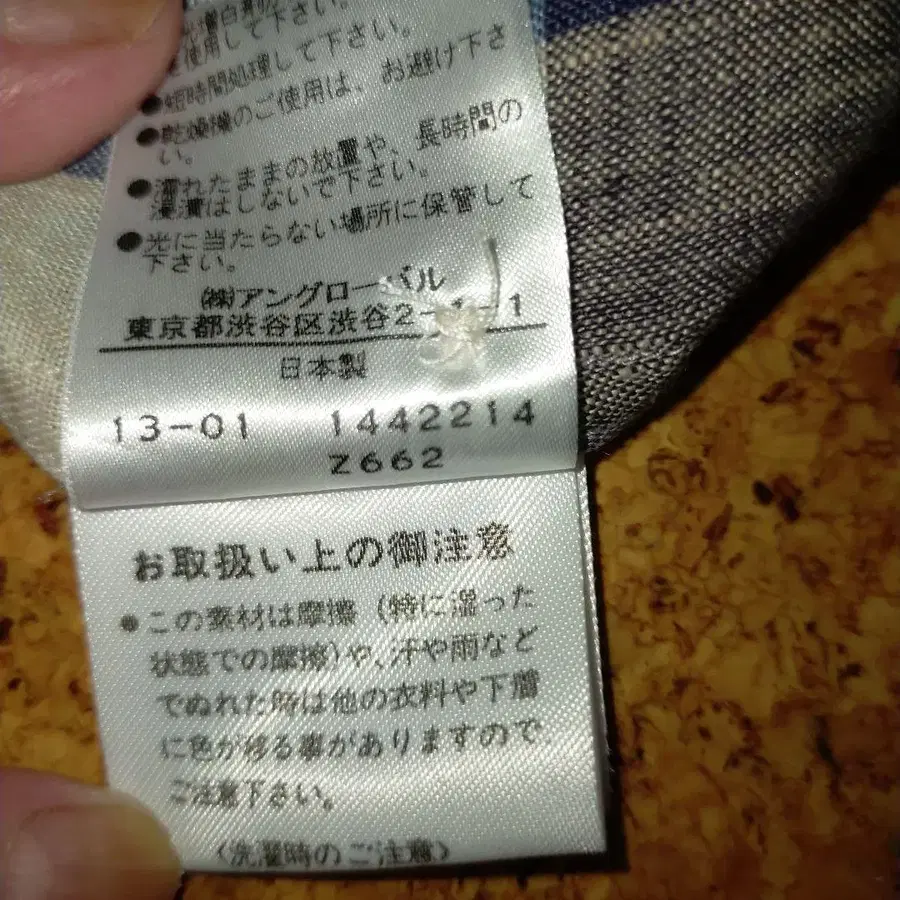 を使用して下さい。
●短時間処理して下さい。
●乾燥機のご使用は、お避け下さ
い。
●濡れたままの放置や、長時間の
浸漬はしないで下さい。
●光に当たらない場所に保管して
下さい。
㈱アングローバル
東京都渋谷区渋谷2-1-1
日本製
13-01 1442214
Z662
お取扱い上の御注意
●この素材は摩擦(特に湿った
状態での摩擦)や、汗や雨など
でぬれた時は他の衣料や下着
に色が移る事がありますので
ご注意下さい。
(洗濯時のご注意)